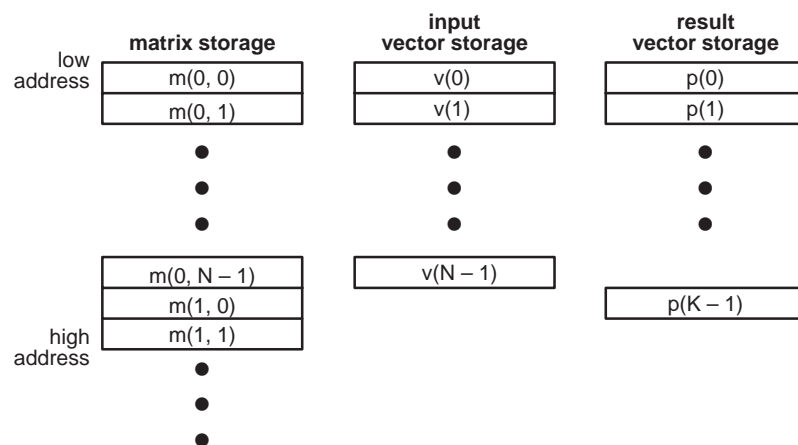 input result
matrix storage vector storage vector storage
low address
m(0, 0) v(0) p(0)
m(0, 1) v(1) p(1)
m(0, N – 1) v(N – 1)
m(1, 0) p(K – 1)
high address
m(1, 1)